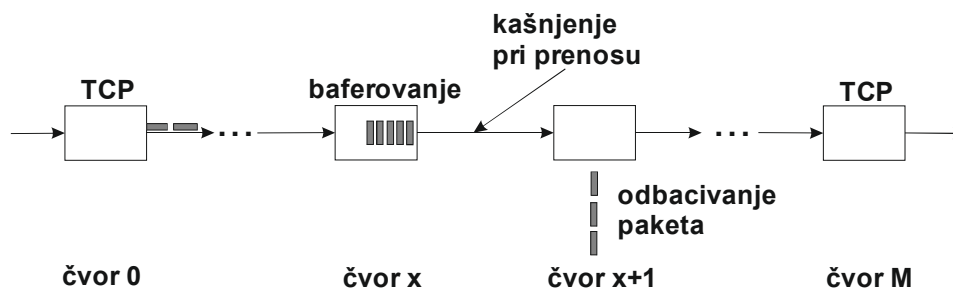 kašnjenje
pri prenosu
TCP
baferovanje
TCP
...
...
odbacivanje
paketa
čvor 0
čvor x
čvor x+1
čvor M